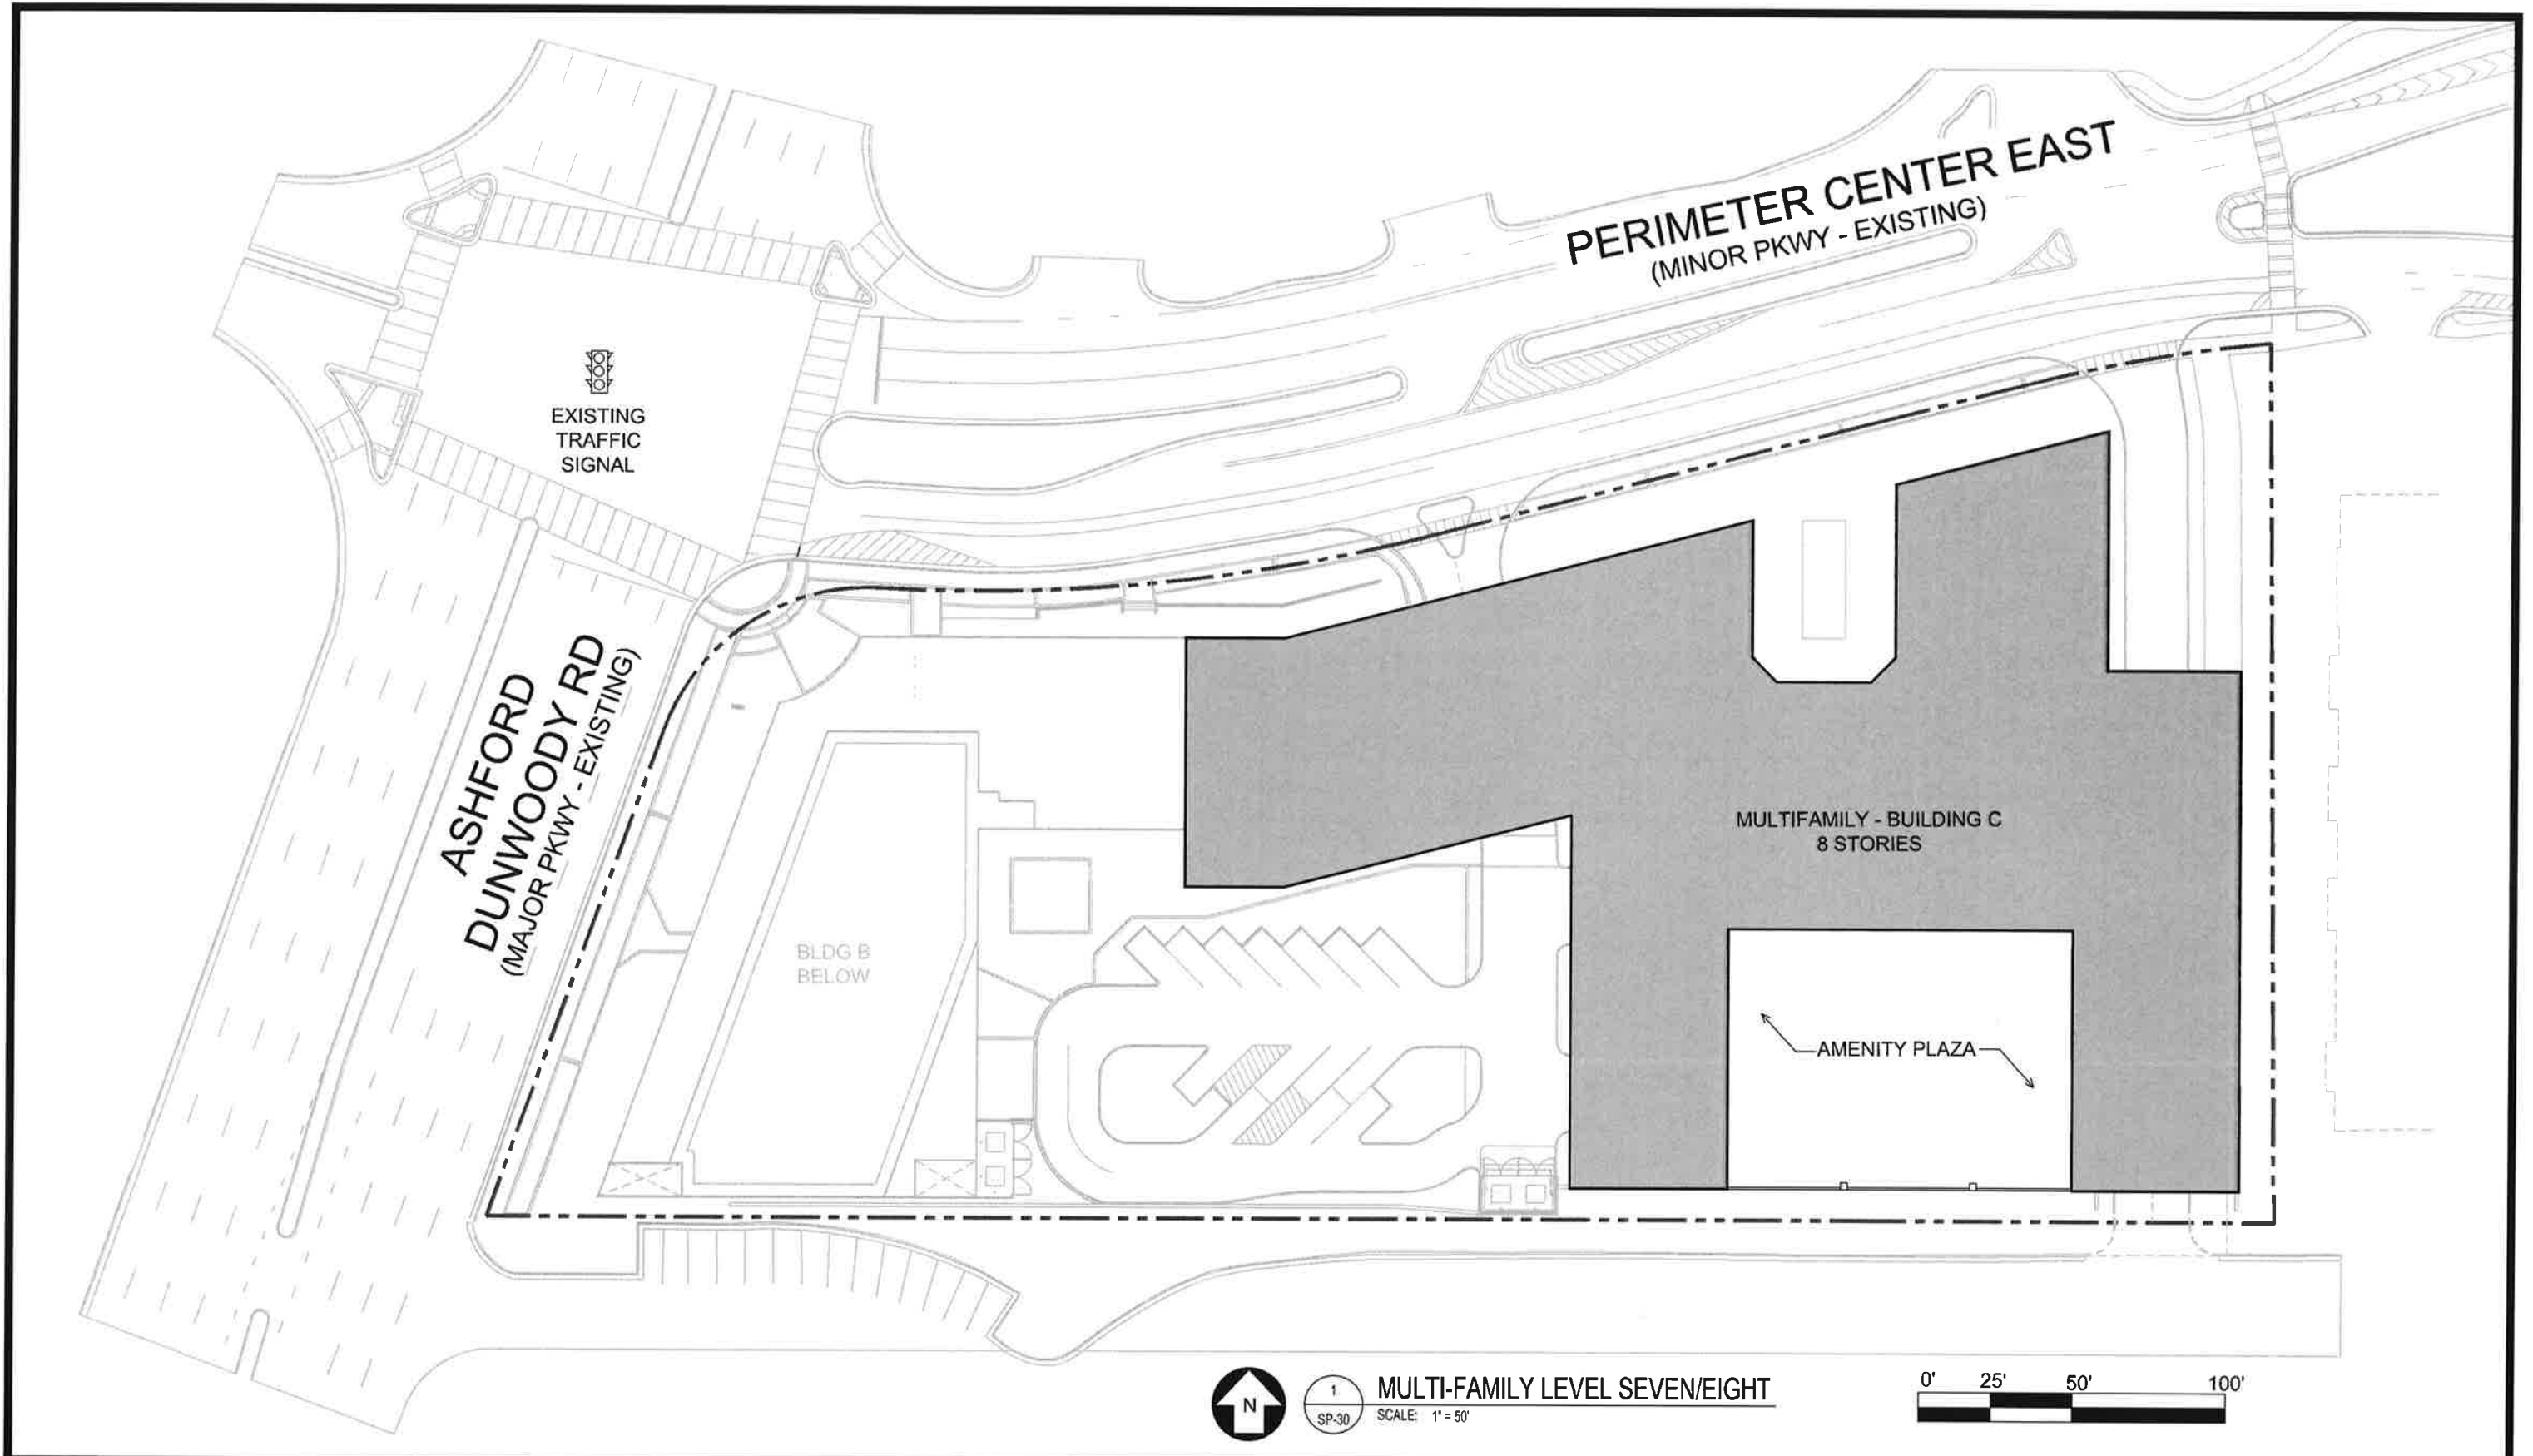 PERIMETER CENTER EAST
(MINOR PKWY - EXISTING)
EXISTING
TRAFFIC
SIGNAL
ASHFORD
DUNWOODY RD
(MAJOR PKWY - EXISTING)
MULTIFAMILY - BUILDING C
8 STORIES
BLDG B
BELOW
AMENITY PLAZA
N
1
SP-30
MULTI-FAMILY LEVEL SEVEN/EIGHT
SCALE: 1" = 50'
0' 25' 50' 100'